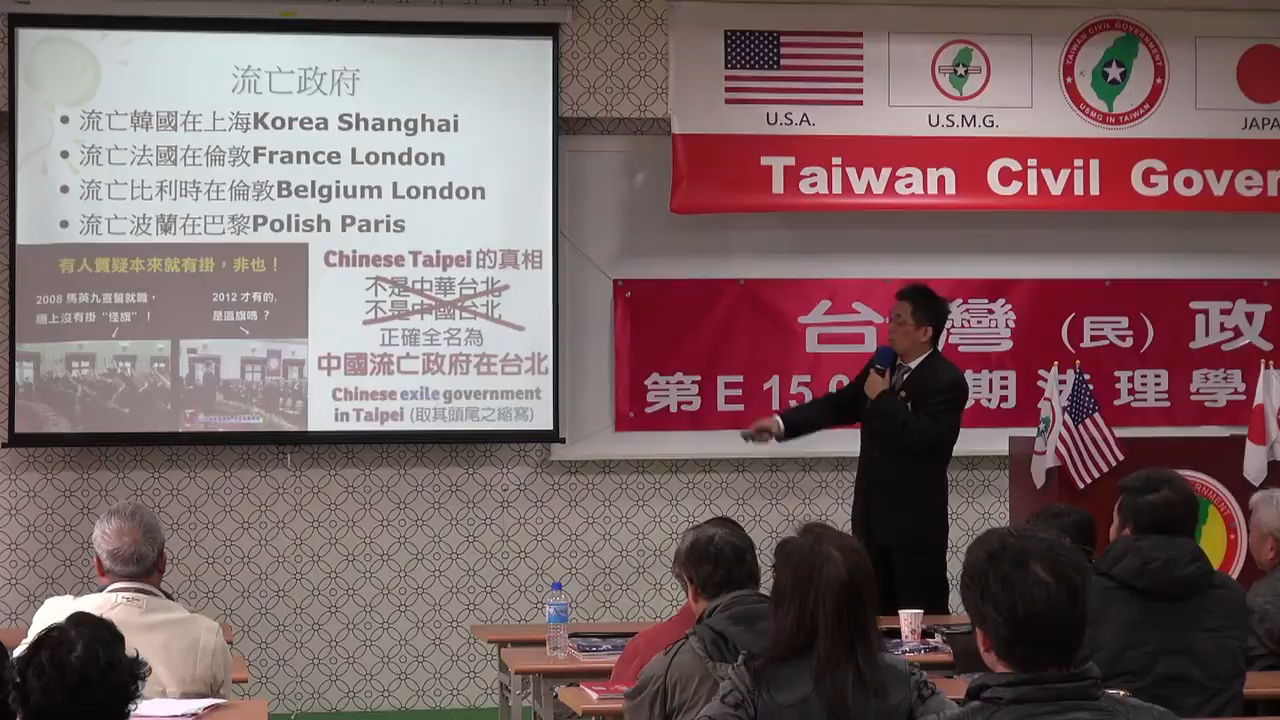 流亡政府
• 流亡韓國在上海Korea Shanghai
• 流亡法國在倫敦France London
• 流亡比利時在倫敦Belgium London
• 流亡波蘭在巴黎Polish Paris
有人質疑本來就有掛，非也！
2008 馬英九宣誓就職，
牆上沒有掛 "怪旗"！
2012 才有的,
是區旗嗎？
Chinese Taipei 的真相
不是中華台北
不是中國台北
正確全名為
中國流亡政府在台北
Chinese exile government
in Taipei (取其頭尾之縮寫)
U.S.A.
U.S.M.G.
TAIWAN CIVIL GOVERNMENT
USMG IN TAIWAN
JAPA
Taiwan Civil Gover
台灣（民）政
第E 15.0 期 法理學